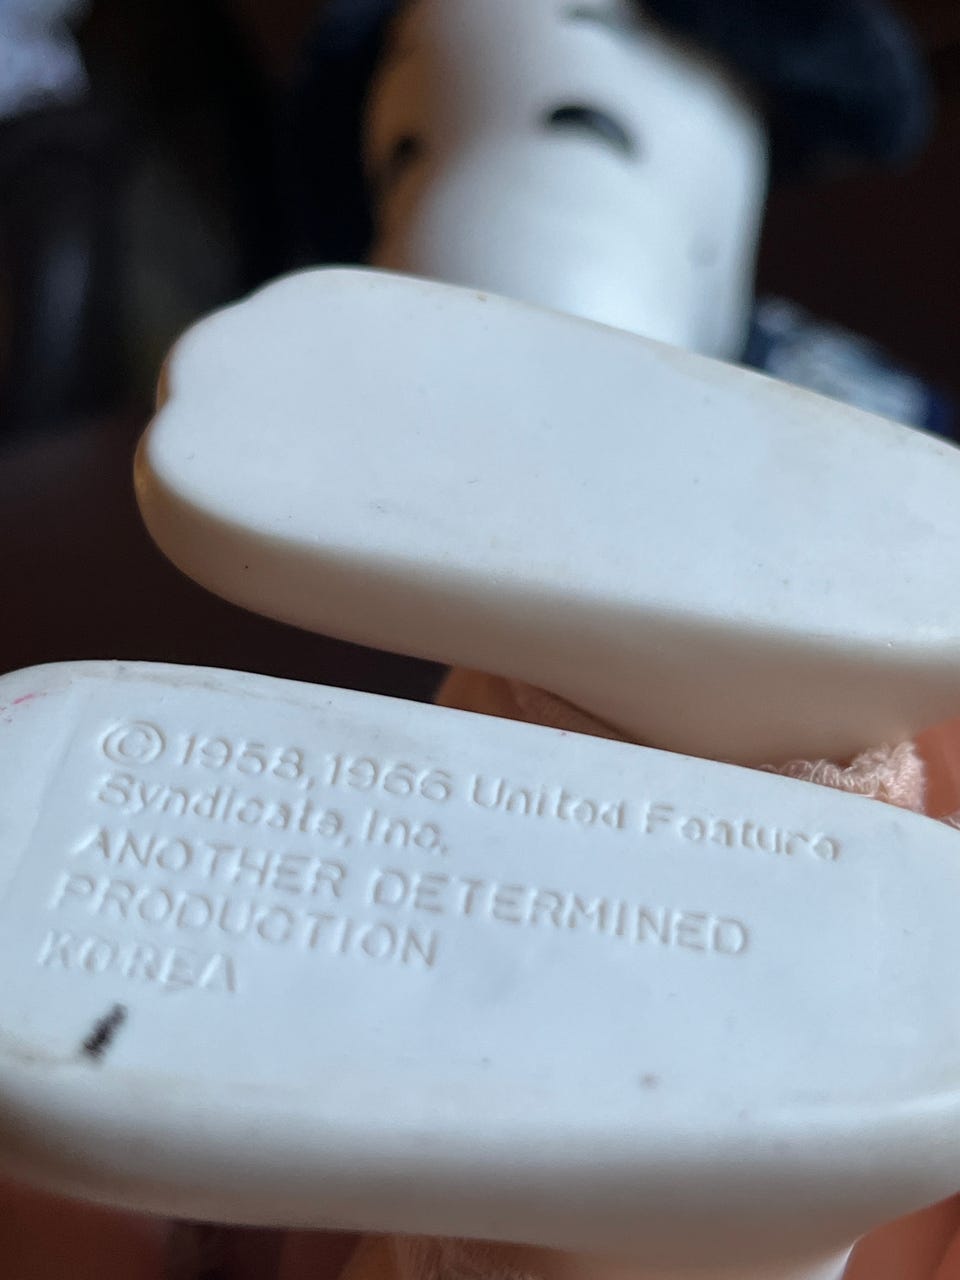 © 1958, 1966 United Feature
Syndicate, Inc.
ANOTHER DETERMINED
PRODUCTION
KOREA